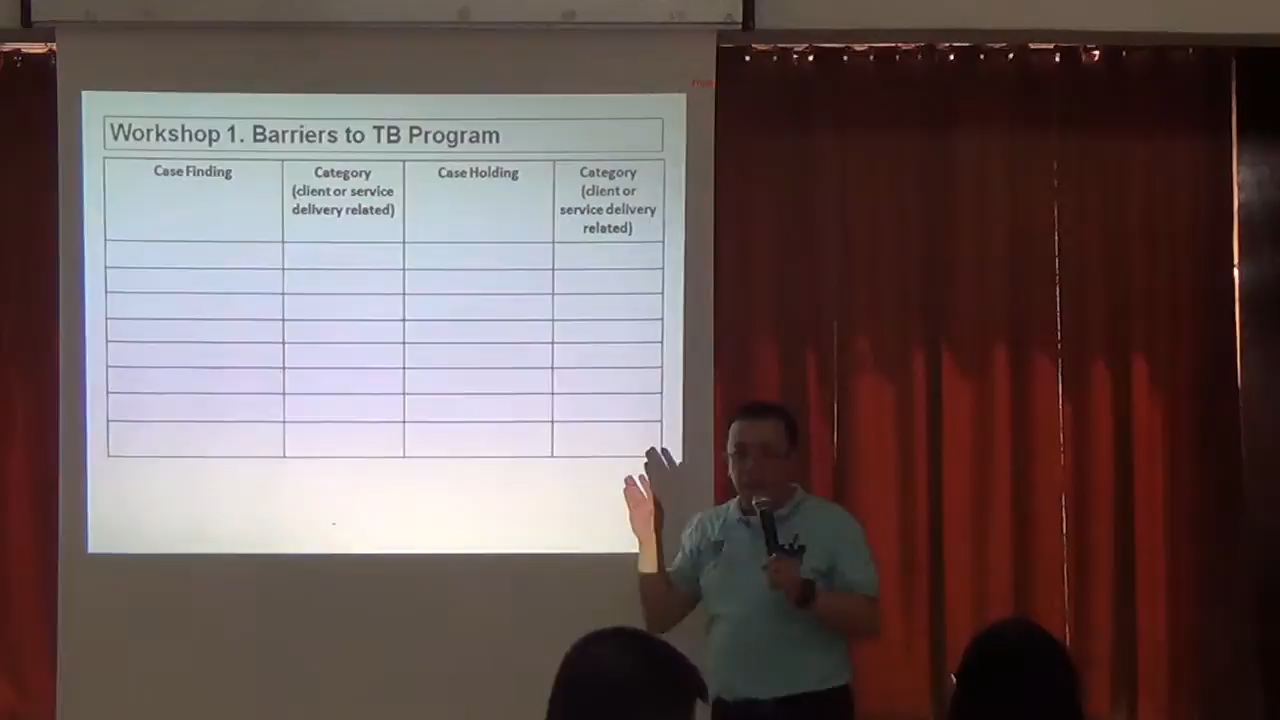 Workshop 1. Barriers to TB Program
Case Finding
Category
(client or service
delivery related)
Case Holding
Category
(client or
service delivery
related)